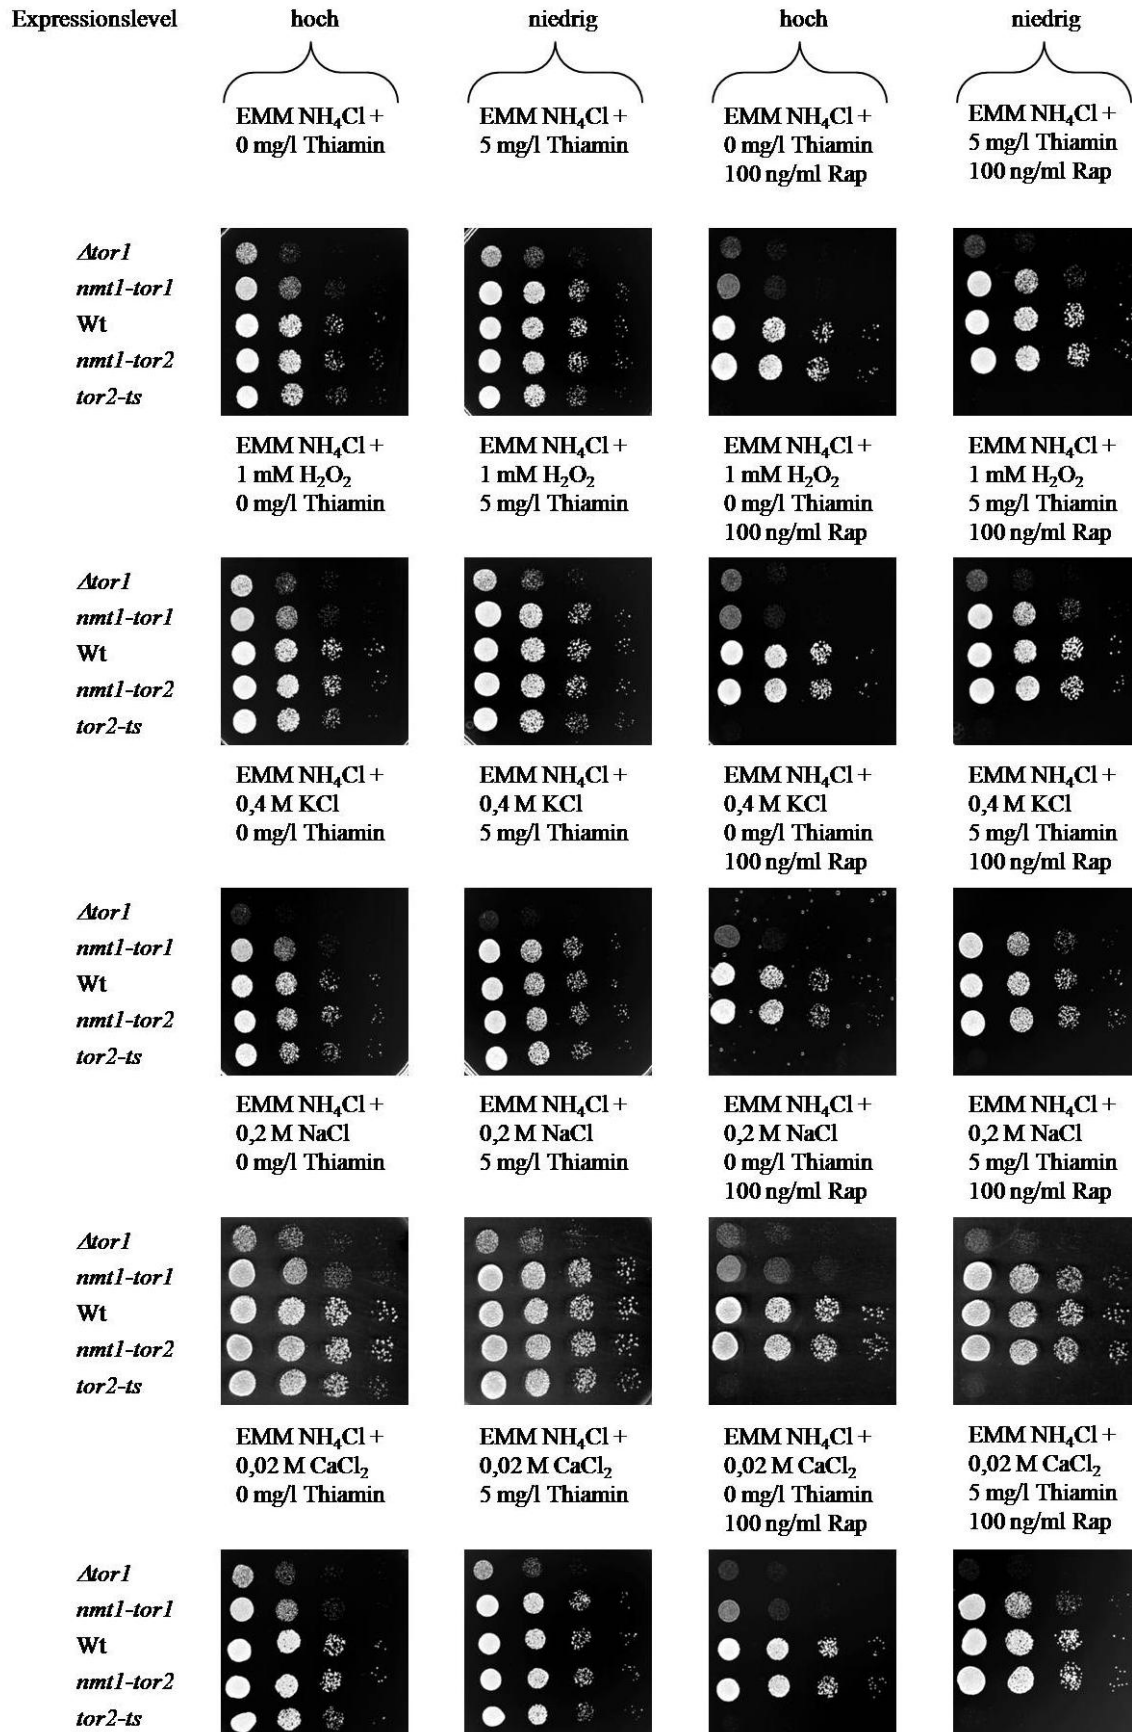 Expressionslevel hoch niedrig hoch niedrig
EMM NH₄Cl + EMM NH₄Cl + EMM NH₄Cl + EMM NH₄Cl +
0 mg/l Thiamin 5 mg/l Thiamin 0 mg/l Thiamin 5 mg/l Thiamin
100 ng/ml Rap 100 ng/ml Rap
Δtor1
nmt1-tor1
Wt
nmt1-tor2
tor2-ts
EMM NH₄Cl + EMM NH₄Cl + EMM NH₄Cl + EMM NH₄Cl +
1 mM H₂O₂ 1 mM H₂O₂ 1 mM H₂O₂ 1 mM H₂O₂
0 mg/l Thiamin 5 mg/l Thiamin 0 mg/l Thiamin 5 mg/l Thiamin
100 ng/ml Rap 100 ng/ml Rap
Δtor1
nmt1-tor1
Wt
nmt1-tor2
tor2-ts
EMM NH₄Cl + EMM NH₄Cl + EMM NH₄Cl + EMM NH₄Cl +
0,4 M KCl 0,4 M KCl 0,4 M KCl 0,4 M KCl
0 mg/l Thiamin 5 mg/l Thiamin 0 mg/l Thiamin 5 mg/l Thiamin
100 ng/ml Rap 100 ng/ml Rap
Δtor1
nmt1-tor1
Wt
nmt1-tor2
tor2-ts
EMM NH₄Cl + EMM NH₄Cl + EMM NH₄Cl + EMM NH₄Cl +
0,2 M NaCl 0,2 M NaCl 0,2 M NaCl 0,2 M NaCl
0 mg/l Thiamin 5 mg/l Thiamin 0 mg/l Thiamin 5 mg/l Thiamin
100 ng/ml Rap 100 ng/ml Rap
Δtor1
nmt1-tor1
Wt
nmt1-tor2
tor2-ts
EMM NH₄Cl + EMM NH₄Cl + EMM NH₄Cl + EMM NH₄Cl +
0,02 M CaCl₂ 0,02 M CaCl₂ 0,02 M CaCl₂ 0,02 M CaCl₂
0 mg/l Thiamin 5 mg/l Thiamin 0 mg/l Thiamin 5 mg/l Thiamin
100 ng/ml Rap 100 ng/ml Rap
Δtor1
nmt1-tor1
Wt
nmt1-tor2
tor2-ts